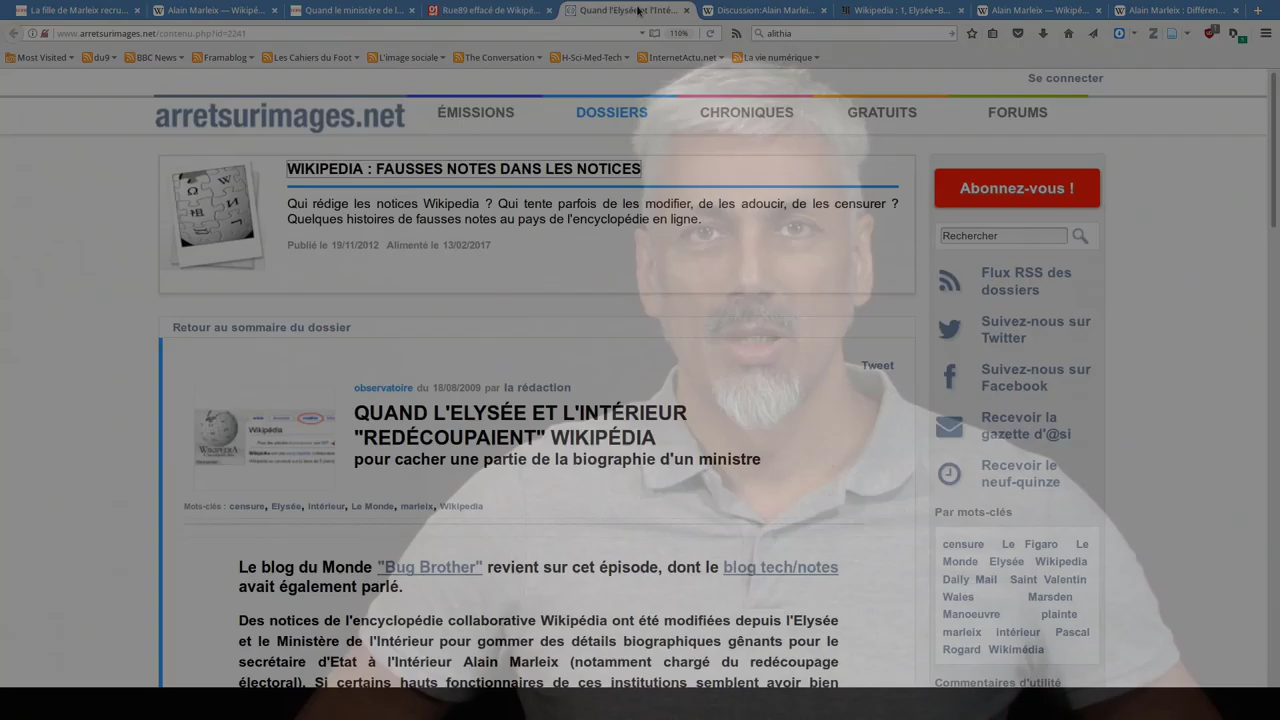 La fille de Marleix recru...
Alain Marleix — Wikipé...
Quand le ministère de l...
Rue89 effacé de Wikipé...
Quand l'Elysée et l'Inté...
Discussion:Alain Marlei...
Wikipedia : 1, Elysée+B...
Alain Marleix — Wikipé...
Alain Marleix : Différen...
www.arretsurimages.net/contenu.php?id=2241
110%
alithia
Most Visited
du9
BBC News
Framablog
Les Cahiers du Foot
L'image sociale
The Conversation
H-Sci-Med-Tech
InternetActu.net
La vie numérique
Se connecter
arretsurimages.net
ÉMISSIONS
DOSSIERS
CHRONIQUES
GRATUITS
FORUMS
WIKIPEDIA : FAUSSES NOTES DANS LES NOTICES
Qui rédige les notices Wikipedia ? Qui tente parfois de les modifier, de les adoucir, de les censurer ?
Quelques histoires de fausses notes au pays de l'encyclopédie en ligne.
Publié le 19/11/2012 Alimenté le 13/02/2017
Abonnez-vous !
Rechercher
Flux RSS des
dossiers
Suivez-nous sur
Twitter
Suivez-nous sur
Facebook
Recevoir la
gazette d'@si
Recevoir le
neuf-quinze
Par mots-clés
censure Le Figaro Le
Monde Elysée Wikipedia
Daily Mail Saint Valentin
Wales Marsden
Manoeuvre plainte
marleix intérieur Pascal
Rogard Wikimédia
Commentaires d'utilité
Retour au sommaire du dossier
Tweet
observatoire du 18/08/2009 par la rédaction
QUAND L'ELYSÉE ET L'INTÉRIEUR
"REDÉCOUPAIENT" WIKIPÉDIA
pour cacher une partie de la biographie d'un ministre
Mots-clés : censure, Elysée, intérieur, Le Monde, marleix, Wikipedia
Le blog du Monde "Bug Brother" revient sur cet épisode, dont le blog tech/notes
avait également parlé.
Des notices de l'encyclopédie collaborative Wikipédia ont été modifiées depuis l'Elysée
et le Ministère de l'Intérieur pour gommer des détails biographiques gênants pour le
secrétaire d'Etat à l'Intérieur Alain Marleix (notamment chargé du redécoupage
électoral). Si certains hauts fonctionnaires de ces institutions semblent avoir bien